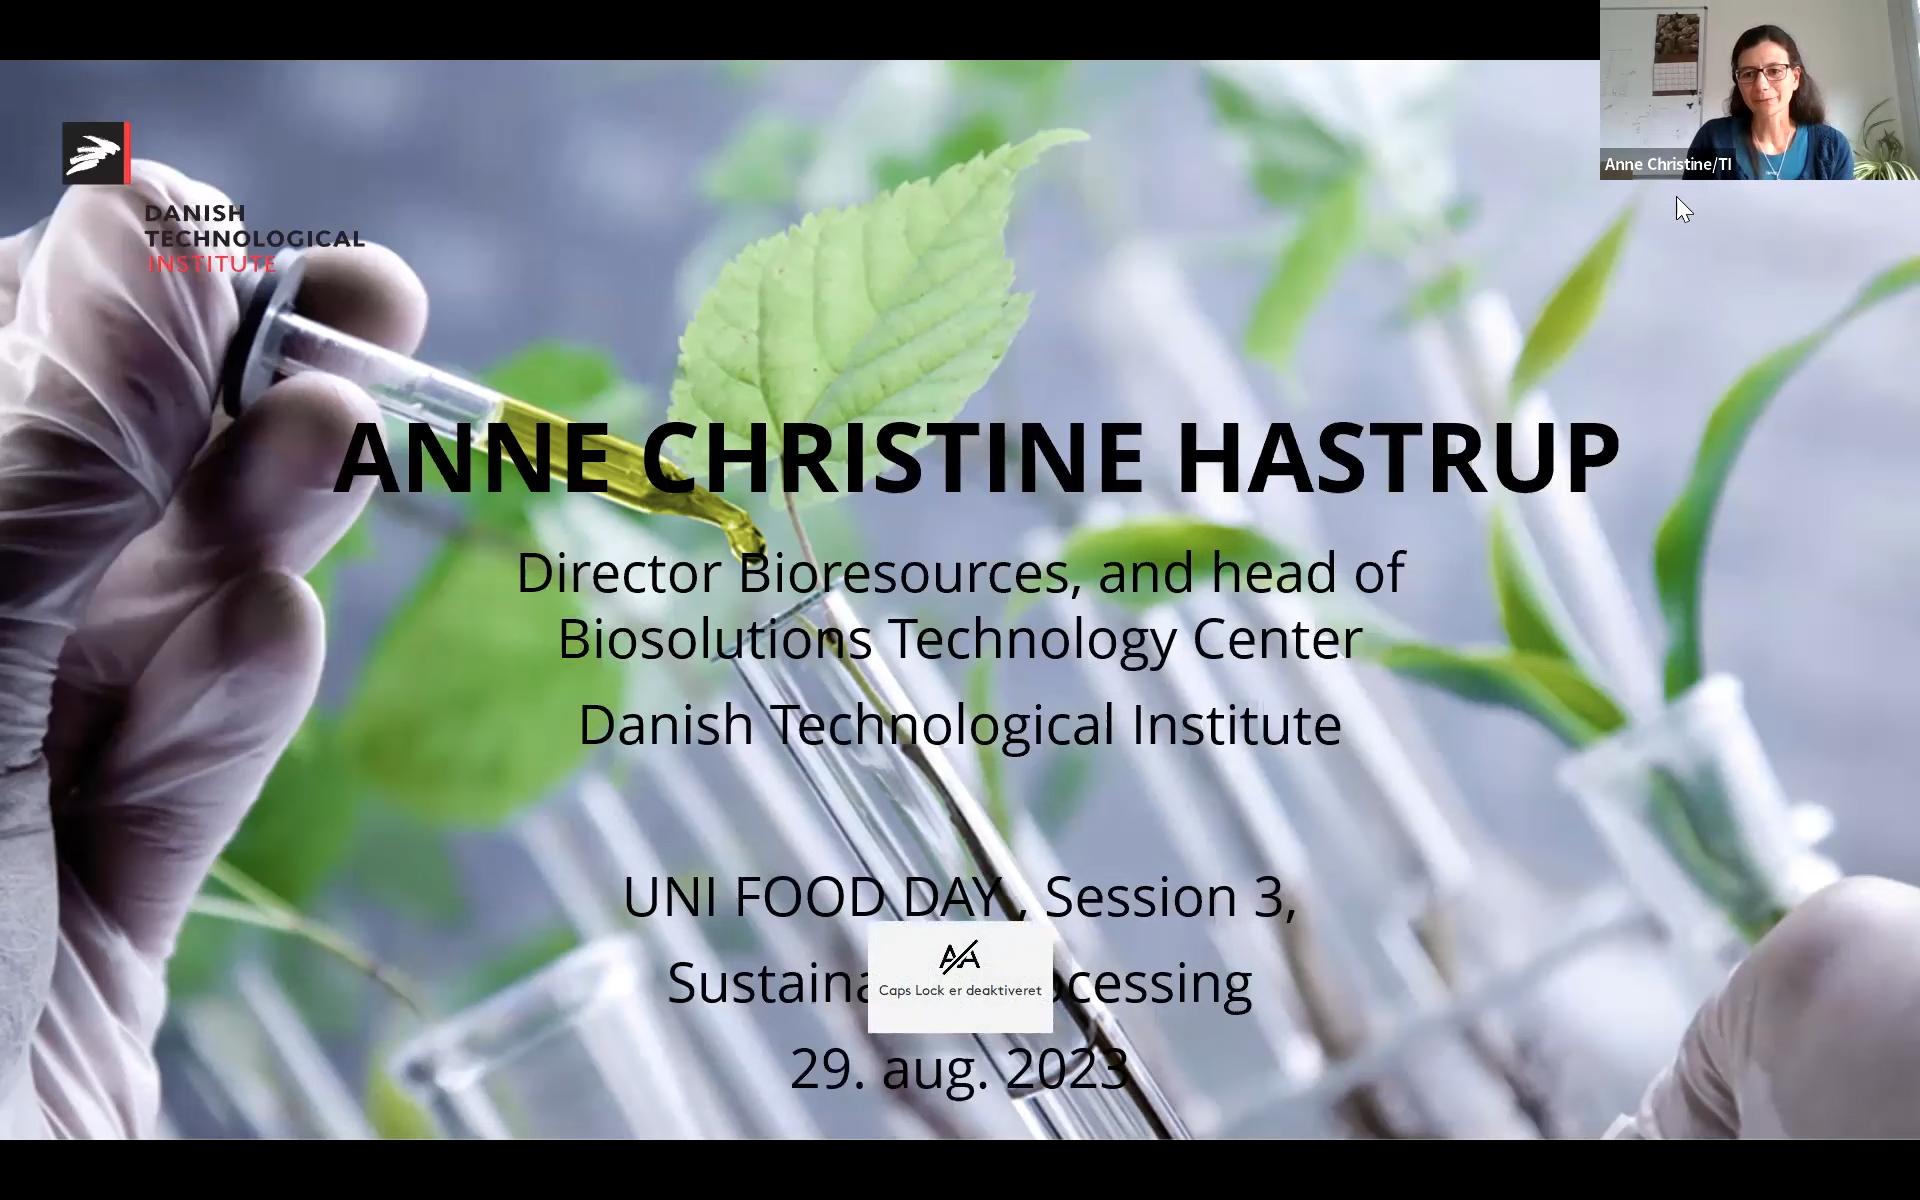 Anne Christine/TI
DANISH
TECHNOLOGICAL
INSTITUTE
ANNE CHRISTINE HASTRUP
Director Bioresources, and head of
Biosolutions Technology Center
Danish Technological Institute
UNI FOOD DAY , Session 3,
Sustaina cessing
Caps Lock er deaktiveret
29. aug. 2023